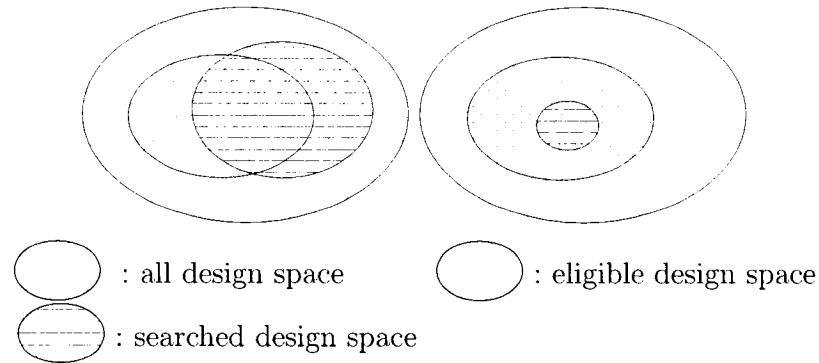 : all design space
: eligible design space
: searched design space